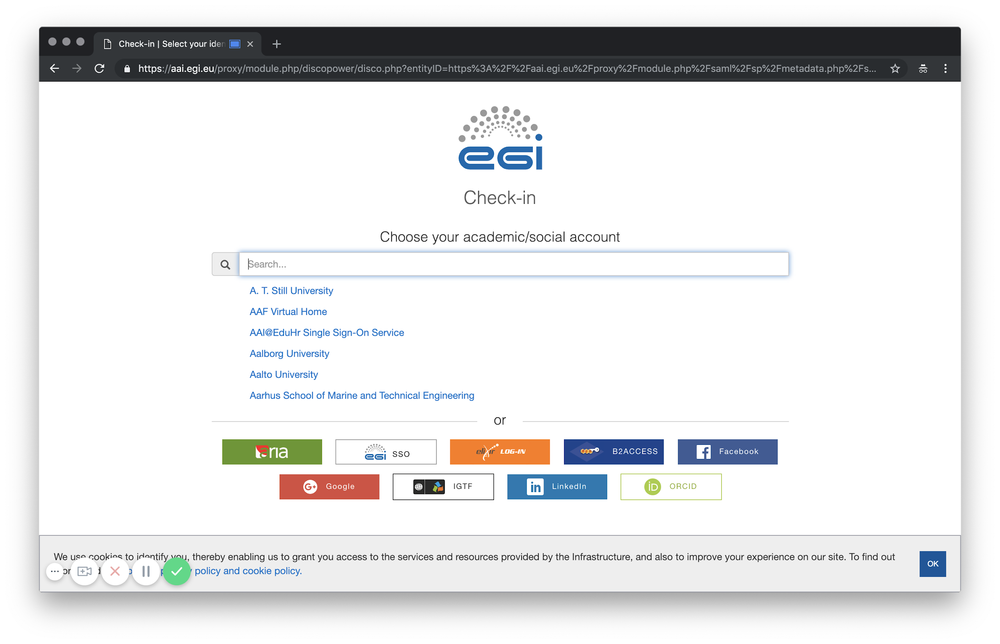 Check-in | Select your iden
https://aai.egi.eu/proxy/module.php/discopower/disco.php?entityID=https%3A%2F%2Faai.egi.eu%2Fproxy%2Fmodule.php%2Fsaml%2Fsp%2Fmetadata.php%2Fs...
egi
Check-in
Choose your academic/social account
Search...
A. T. Still University
AAF Virtual Home
AAI@EduHr Single Sign-On Service
Aalborg University
Aalto University
Aarhus School of Marine and Technical Engineering
or
aria
egi SSO
elixir LOG-IN
B2ACCESS
Facebook
G+ Google
IGTF
in LinkedIn
iD ORCID
We use cookies to identify you, thereby enabling us to grant you access to the services and resources provided by the Infrastructure, and also to improve your experience on our site. To find out
policy and cookie policy.
OK